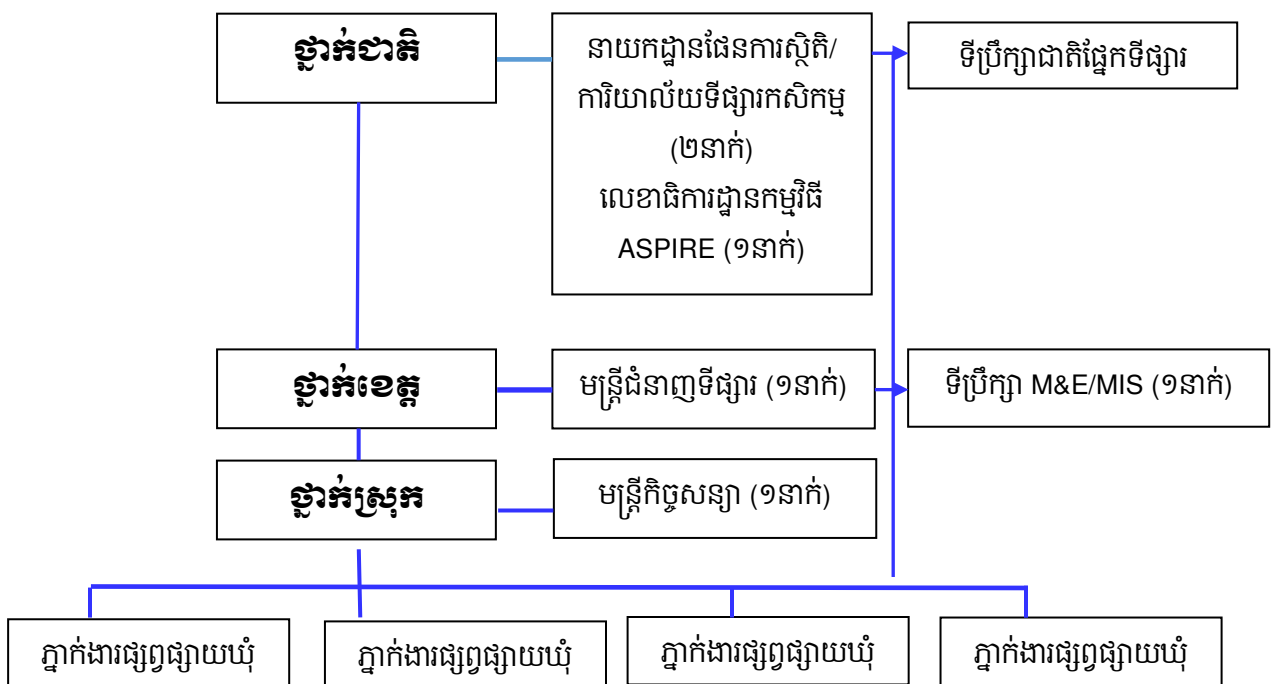 ថ្នាក់ជាតិ
នាយកដ្ឋានផែនការស្ថិតិ/
ការិយាល័យទីផ្សារកសិកម្ម
(២នាក់)
លេខាធិការដ្ឋានកម្មវិធី
ASPIRE (១នាក់)
ទីប្រឹក្សាជាតិផ្នែកទីផ្សារ
ថ្នាក់ខេត្ត
មន្ត្រីជំនាញទីផ្សារ (១នាក់)
ទីប្រឹក្សា M&E/MIS (១នាក់)
ថ្នាក់ស្រុក
មន្ត្រីកិច្ចសន្យា (១នាក់)
ភ្នាក់ងារផ្សព្វផ្សាយឃុំ
ភ្នាក់ងារផ្សព្វផ្សាយឃុំ
ភ្នាក់ងារផ្សព្វផ្សាយឃុំ
ភ្នាក់ងារផ្សព្វផ្សាយឃុំ